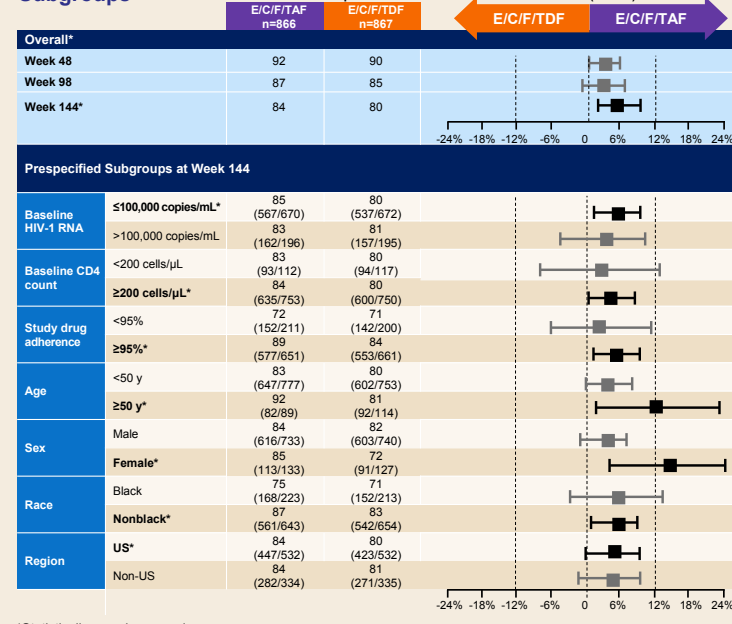 Subgroups
E/C/F/TAF E/C/F/TDF
n=866 n=867
E/C/F/TDF E/C/F/TAF
Overall*
Week 48 92 90
Week 98 87 85
Week 144* 84 80
-24% -18% -12% -6% 0 6% 12% 18% 24%
Prespecified Subgroups at Week 144
Baseline HIV-1 RNA
≤100,000 copies/mL* 85 (567/670) 80 (537/672)
>100,000 copies/mL 83 (162/196) 81 (157/195)
Baseline CD4 count
<200 cells/µL 83 (93/112) 80 (94/117)
≥200 cells/µL* 84 (635/753) 80 (600/750)
Study drug adherence
<95% 72 (152/211) 71 (142/200)
≥95%* 89 (577/651) 84 (553/661)
Age
<50 y 83 (647/777) 80 (602/753)
≥50 y* 92 (82/89) 81 (92/114)
Sex
Male 84 (616/733) 82 (603/740)
Female* 85 (113/133) 72 (91/127)
Race
Black 75 (168/223) 71 (152/213)
Nonblack* 87 (561/643) 83 (542/654)
Region
US* 84 (447/532) 80 (423/532)
Non-US 84 (282/334) 81 (271/335)
-24% -18% -12% -6% 0 6% 12% 18% 24%